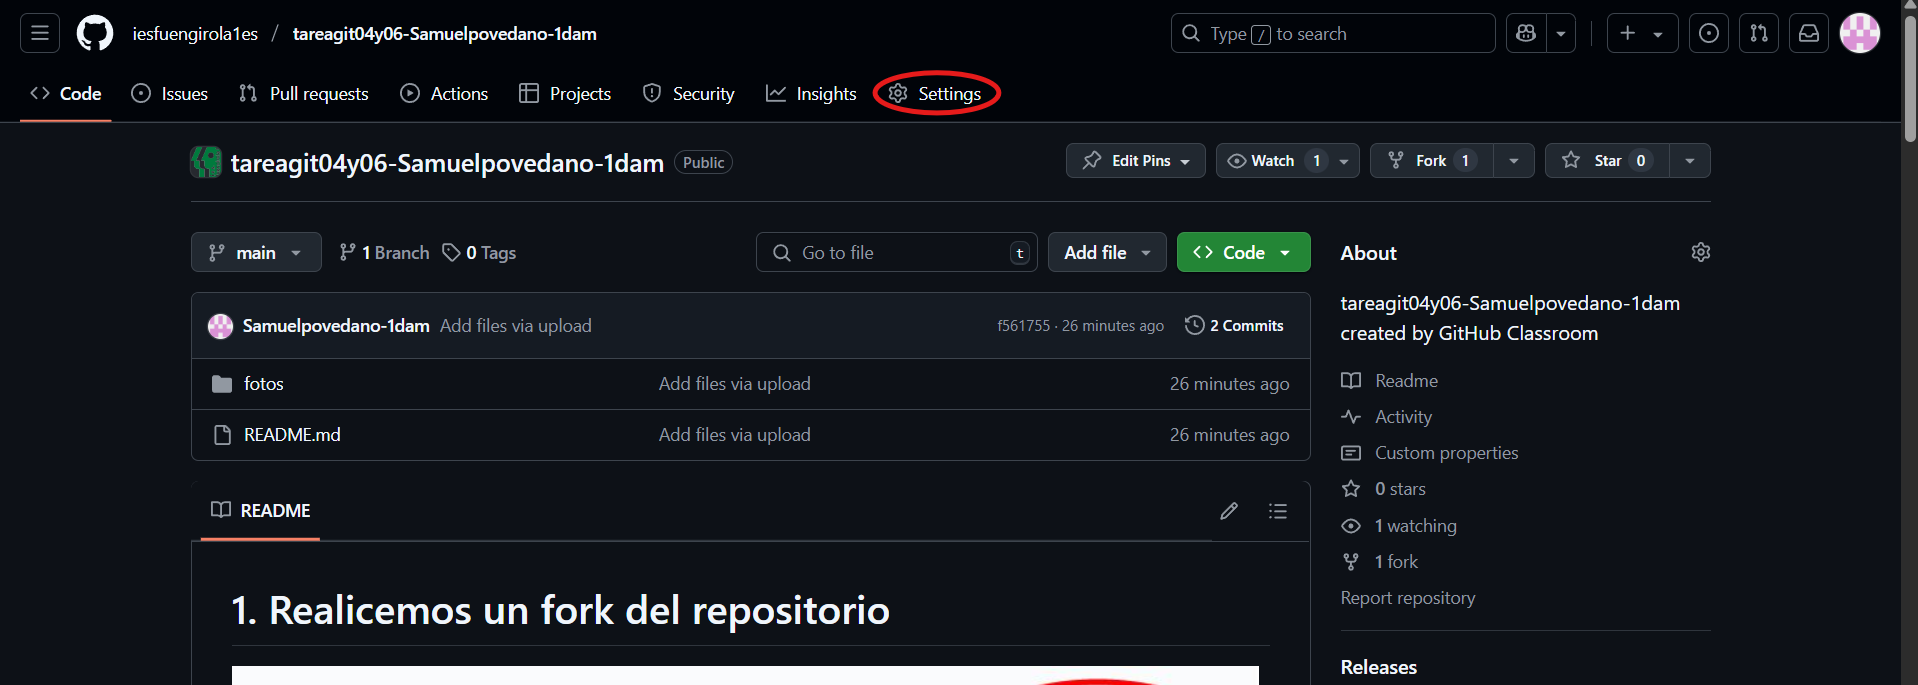 iesfuengirola1es / tareagit04y06-Samuelpovedano-1dam
Type / to search
Code Issues Pull requests Actions Projects Security Insights Settings
tareagit04y06-Samuelpovedano-1dam Public
Edit Pins Watch 1 Fork 1 Star 0
main 1 Branch 0 Tags
Go to file t Add file Code
Samuelpovedano-1dam Add files via upload f561755 · 26 minutes ago 2 Commits
fotos Add files via upload 26 minutes ago
README.md Add files via upload 26 minutes ago
README
1. Realicemos un fork del repositorio
About
tareagit04y06-Samuelpovedano-1dam
created by GitHub Classroom
Readme
Activity
Custom properties
0 stars
1 watching
1 fork
Report repository
Releases